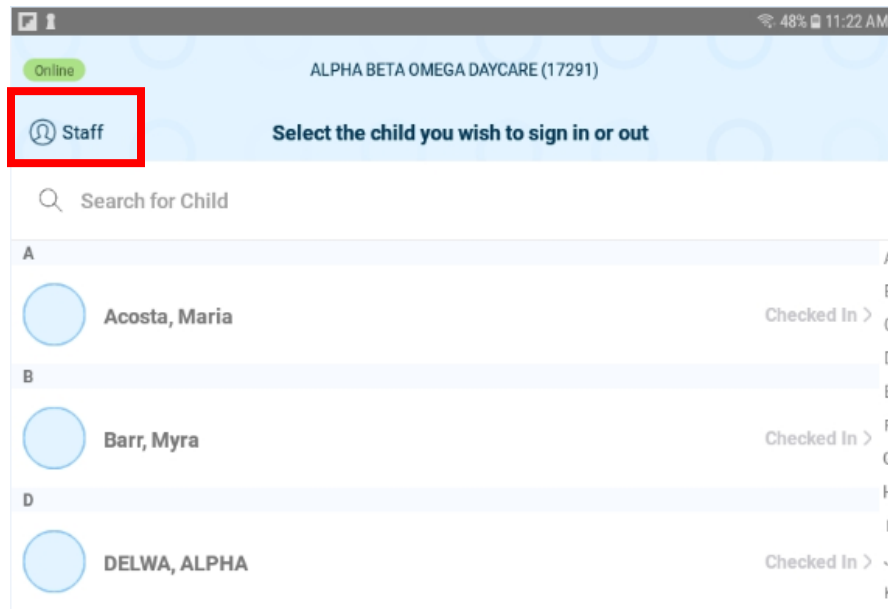 48% 11:22 AM
Online
ALPHA BETA OMEGA DAYCARE (17291)
Staff
Select the child you wish to sign in or out
Search for Child
A
Acosta, Maria
Checked In >
B
Barr, Myra
Checked In >
D
DELWA, ALPHA
Checked In >